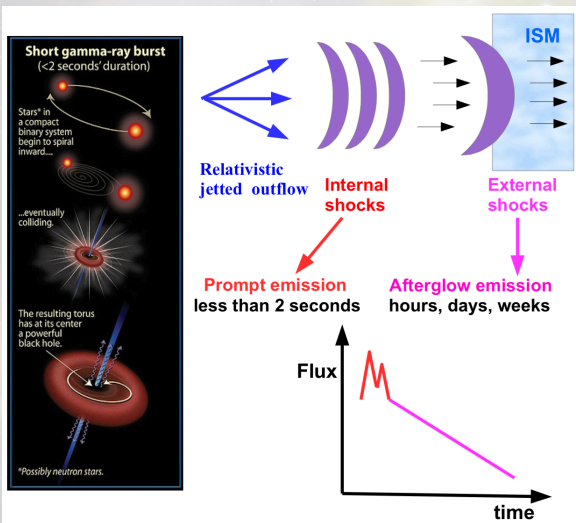 Short gamma-ray burst
(<2 seconds' duration)
Stars* in
a compact
binary system
begin to spiral
inward....
...eventually
colliding.
The resulting torus
has at its center
a powerful
black hole.
*Possibly neutron stars.
ISM
Relativistic
jetted outflow
Internal
shocks
External
shocks
Prompt emission
less than 2 seconds
Afterglow emission
hours, days, weeks
Flux
time